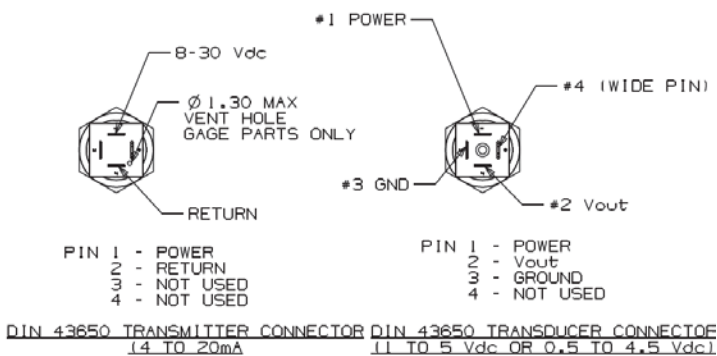 8-30 Vdc
Ø1.30 MAX
VENT HOLE
GAGE PARTS ONLY
RETURN
PIN 1 - POWER
2 - RETURN
3 - NOT USED
4 - NOT USED
DIN 43650 TRANSMITTER CONNECTOR
(4 TO 20mA
#1 POWER
#4 (WIDE PIN)
#3 GND
#2 Vout
PIN 1 - POWER
2 - Vout
3 - GROUND
4 - NOT USED
DIN 43650 TRANSDUCER CONNECTOR
(1 TO 5 Vdc OR 0.5 TO 4.5 Vdc)